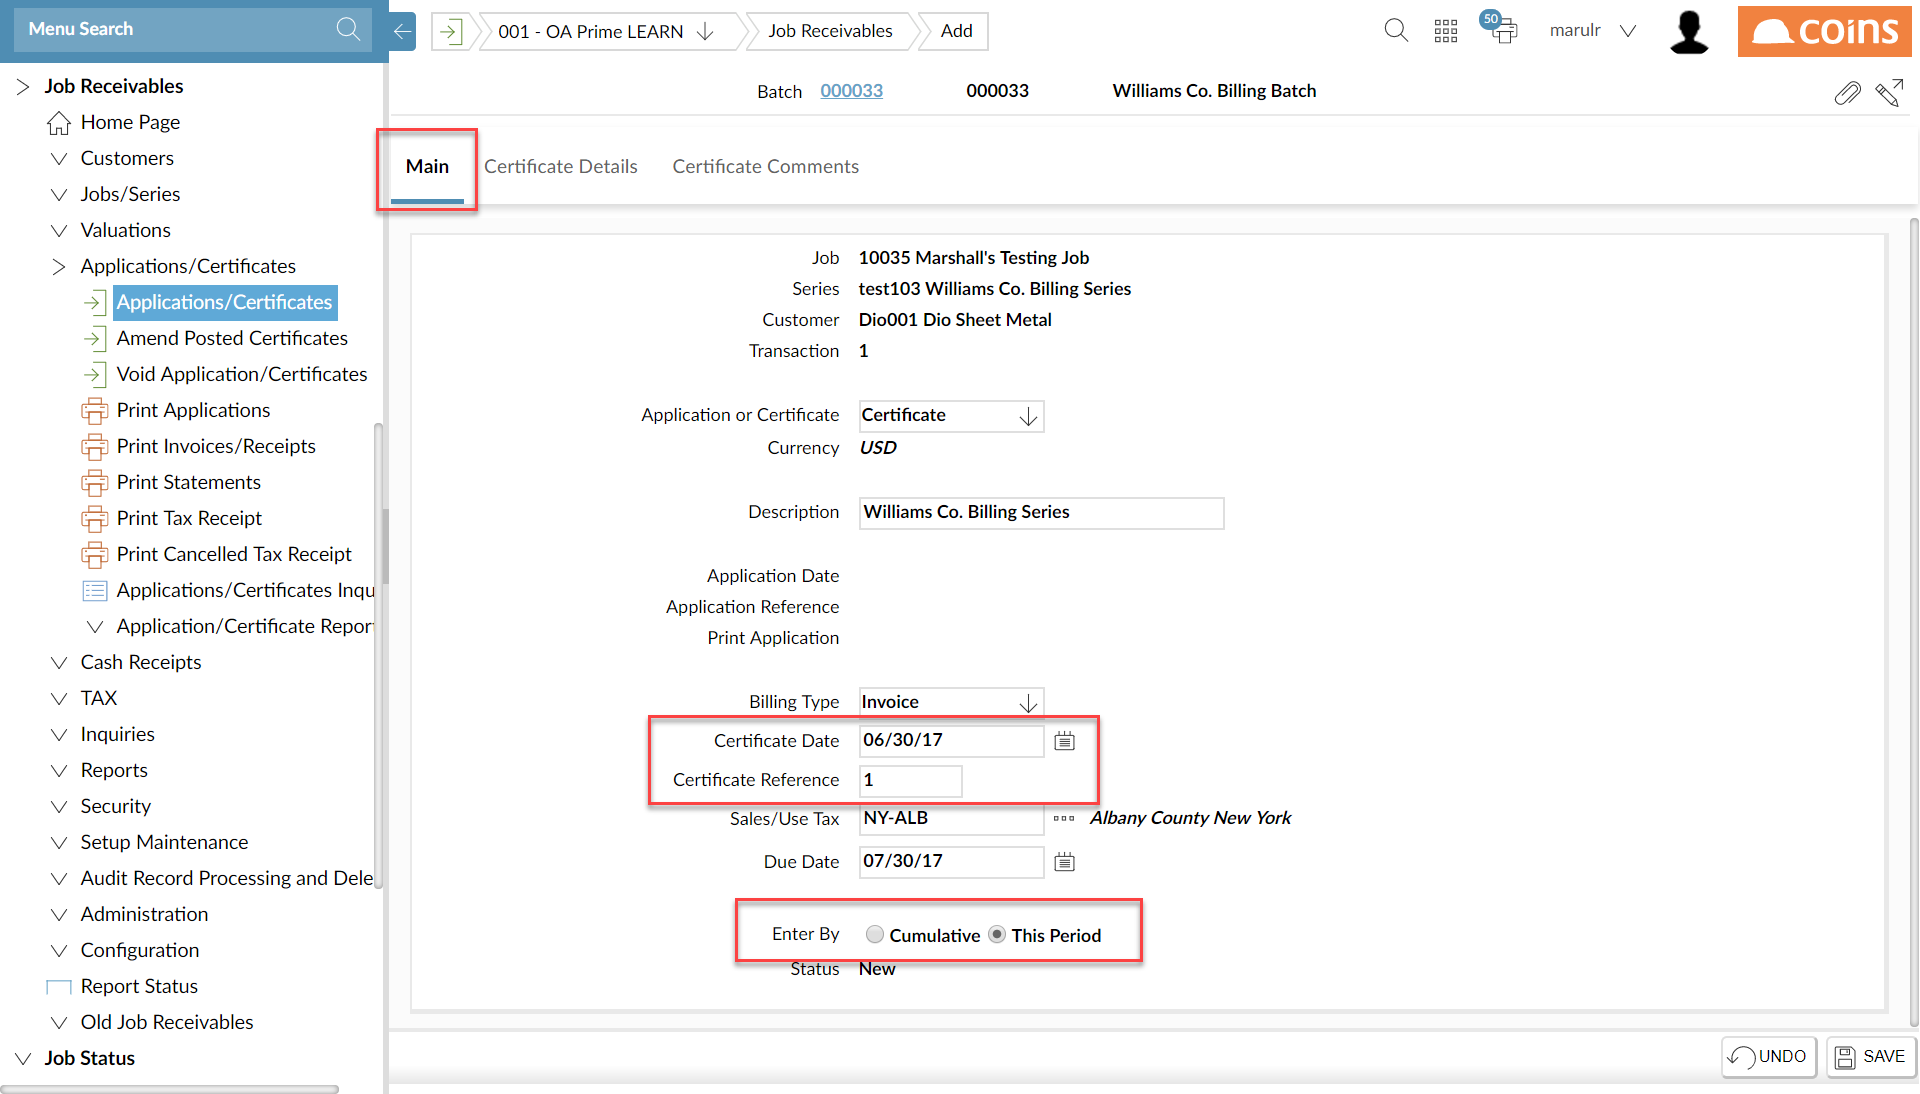 Menu Search
001 - OA Prime LEARN
Job Receivables
Add
50
marulr
coins
Batch 000033 000033 Williams Co. Billing Batch
Job Receivables
Home Page
Customers
Jobs/Series
Valuations
Applications/Certificates
Applications/Certificates
Amend Posted Certificates
Void Application/Certificates
Print Applications
Print Invoices/Receipts
Print Statements
Print Tax Receipt
Print Cancelled Tax Receipt
Applications/Certificates Inqu
Application/Certificate Repor
Cash Receipts
TAX
Inquiries
Reports
Security
Setup Maintenance
Audit Record Processing and Dele
Administration
Configuration
Report Status
Old Job Receivables
Job Status
Main Certificate Details Certificate Comments
Job 10035 Marshall's Testing Job
Series test103 Williams Co. Billing Series
Customer Dio001 Dio Sheet Metal
Transaction 1
Application or Certificate Certificate
Currency USD
Description Williams Co. Billing Series
Application Date
Application Reference
Print Application
Billing Type Invoice
Certificate Date 06/30/17
Certificate Reference 1
Sales/Use Tax NY-ALB Albany County New York
Due Date 07/30/17
Enter By Cumulative This Period
Status New
UNDO SAVE